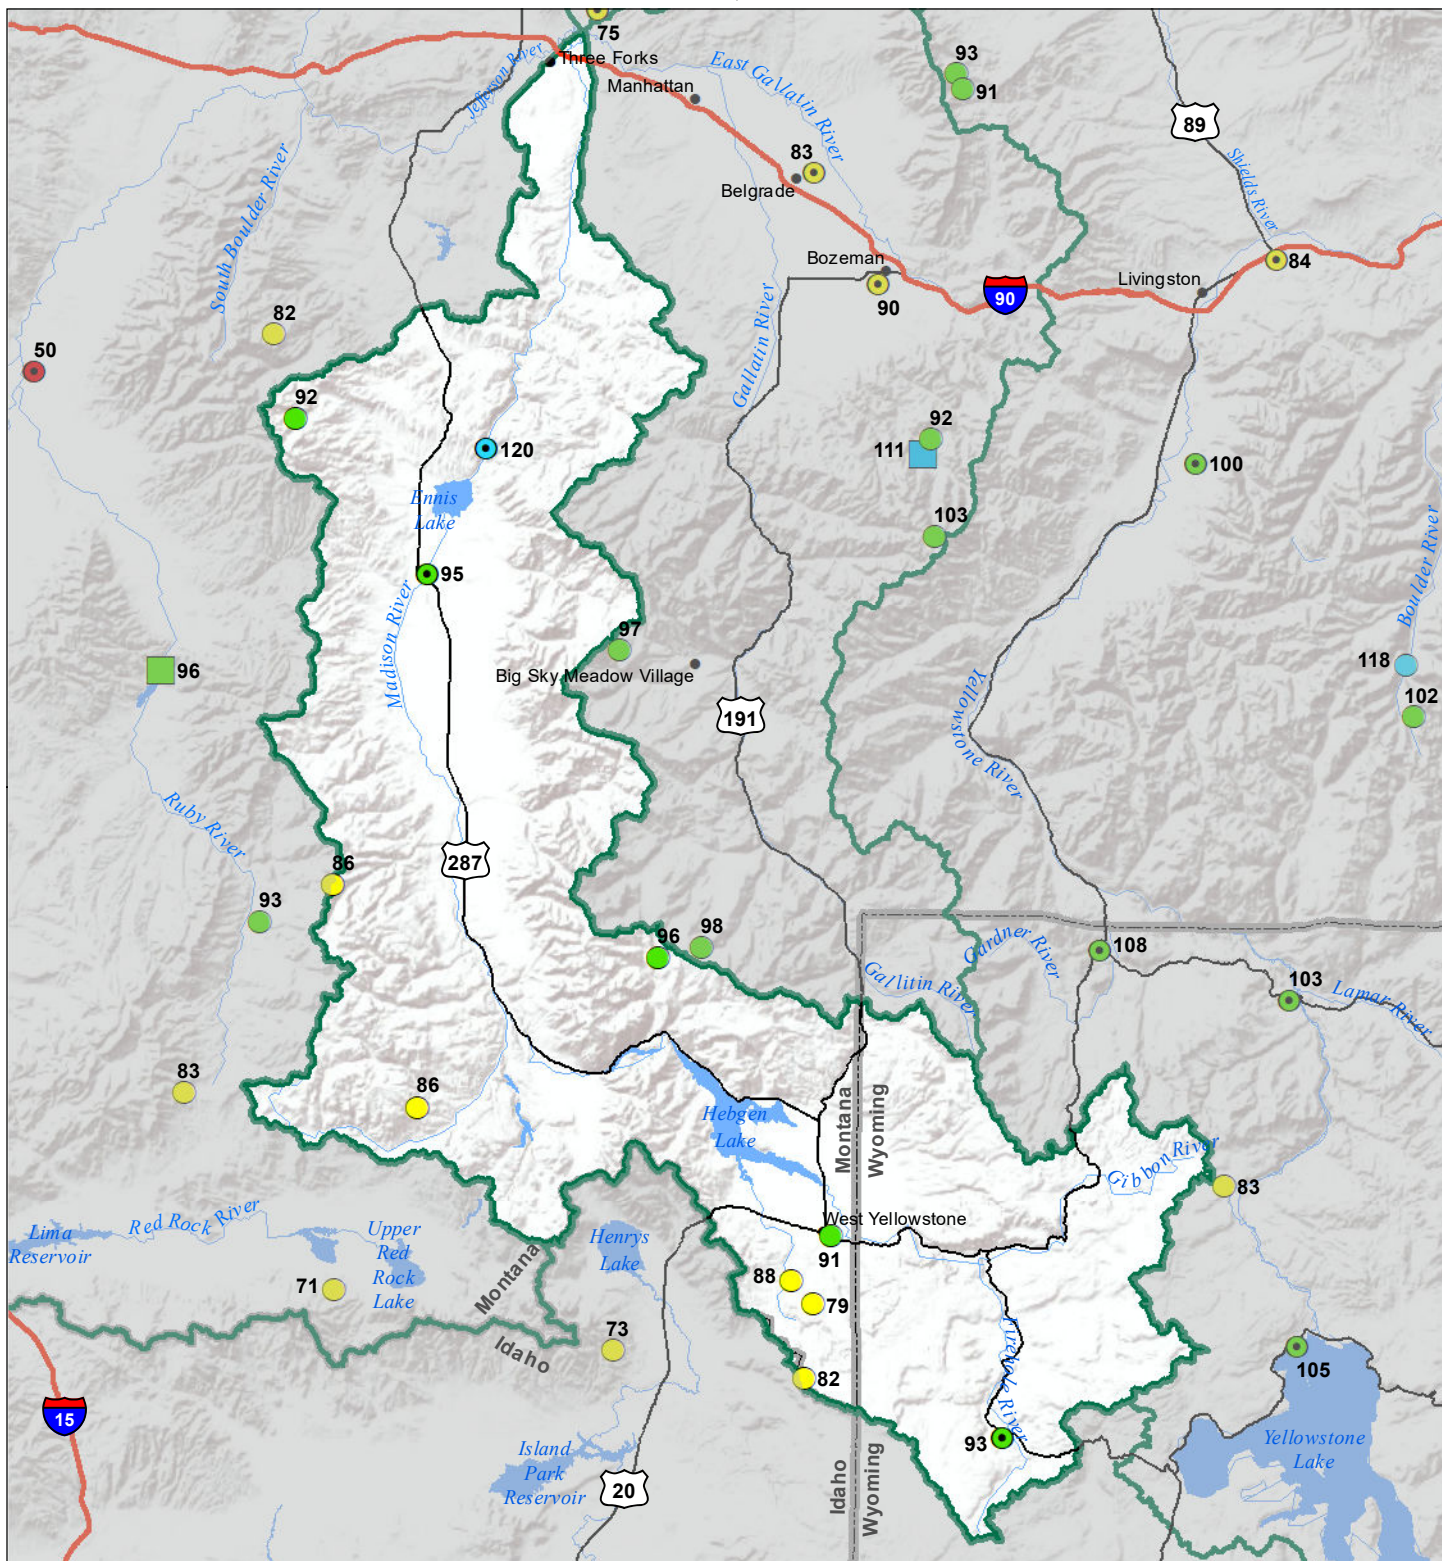 75
Three Forks
Jefferson River
Manhattan
East Gallatin River
93
91
89
Shields River
83
Belgrade
South Boulder River
Bozeman
90
90
84
Livingston
82
50
Gallatin River
92
120
92
111
100
Ennis
Lake
103
Boulder River
95
Madison River
97
Big Sky Meadow Village
96
118
102
191
Yellowstone River
Ruby River
287
86
93
96
98
Gardner River
108
Gallitin River
103
Lamar River
83
86
Hebgen
Lake
Montana
Wyoming
Gibbon River
83
Lima
Reservoir
Red Rock River
Upper
Red
Rock
Lake
Henrys
Lake
West Yellowstone
91
Montana
Idaho
71
88
79
73
Firehole River
82
105
15
93
Yellowstone
Lake
Island
Park
Reservoir
20
Idaho
Wyoming